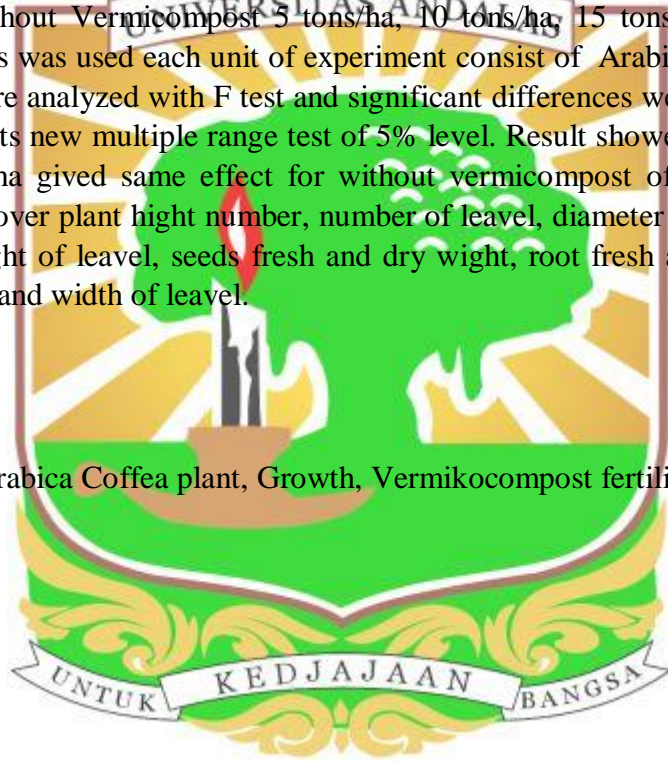 hout Vermicompost 5 tons/ha, 10 tons/ha, 15 tons
UNIVERSITAS ANDALAS
s was used each unit of experiment consist of Arabi
re analyzed with F test and significant differences we
ts new multiple range test of 5% level. Result showe
na gived same effect for without vermicompost of
over plant hight number, number of leavel, diameter
ght of leavel, seeds fresh and dry wight, root fresh a
and width of leavel.
rabica Coffea plant, Growth, Vermikocompost fertili
UNTUK KEDJAJAAN BANGSA